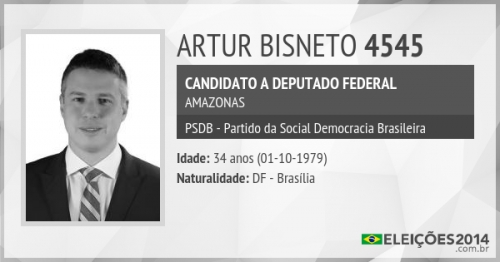 ARTUR BISNETO 4545
CANDIDATO A DEPUTADO FEDERAL
AMAZONAS
PSDB - Partido da Social Democracia Brasileira
Idade: 34 anos (01-10-1979)
Naturalidade: DF - Brasília
ELEIÇÕES2014
.com.br